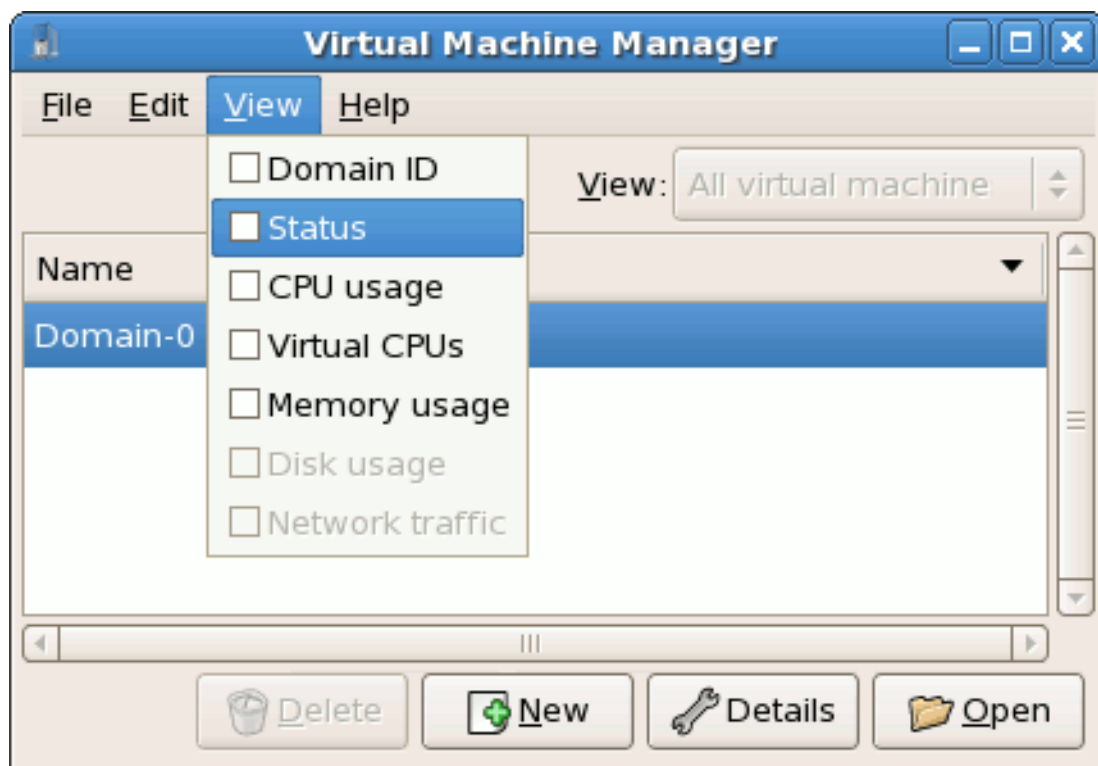 Virtual Machine Manager
File Edit View Help
Domain ID
View: All virtual machine
Status
Name
CPU usage
Domain-0
Virtual CPUs
Memory usage
Disk usage
Network traffic
Delete New Details Open